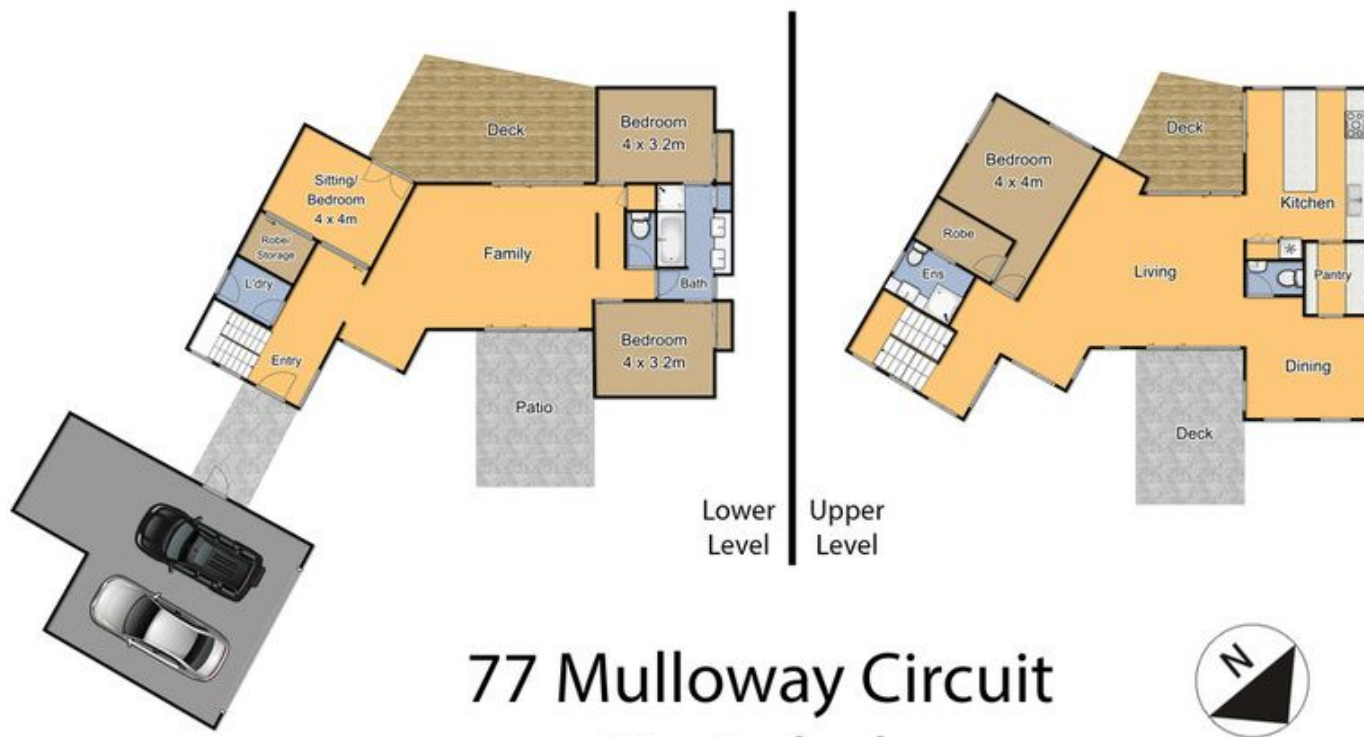 Deck
Bedroom
4 x 3.2m
Sitting/
Bedroom
4 x 4m
Robe/
Storage
L'dry
Family
Bath
Entry
Bedroom
4 x 3.2m
Patio
Lower
Level
Deck
Bedroom
4 x 4m
Kitchen
Robe
Ens
Living
*
Pantry
Dining
Deck
Upper
Level
77 Mulloway Circuit
N